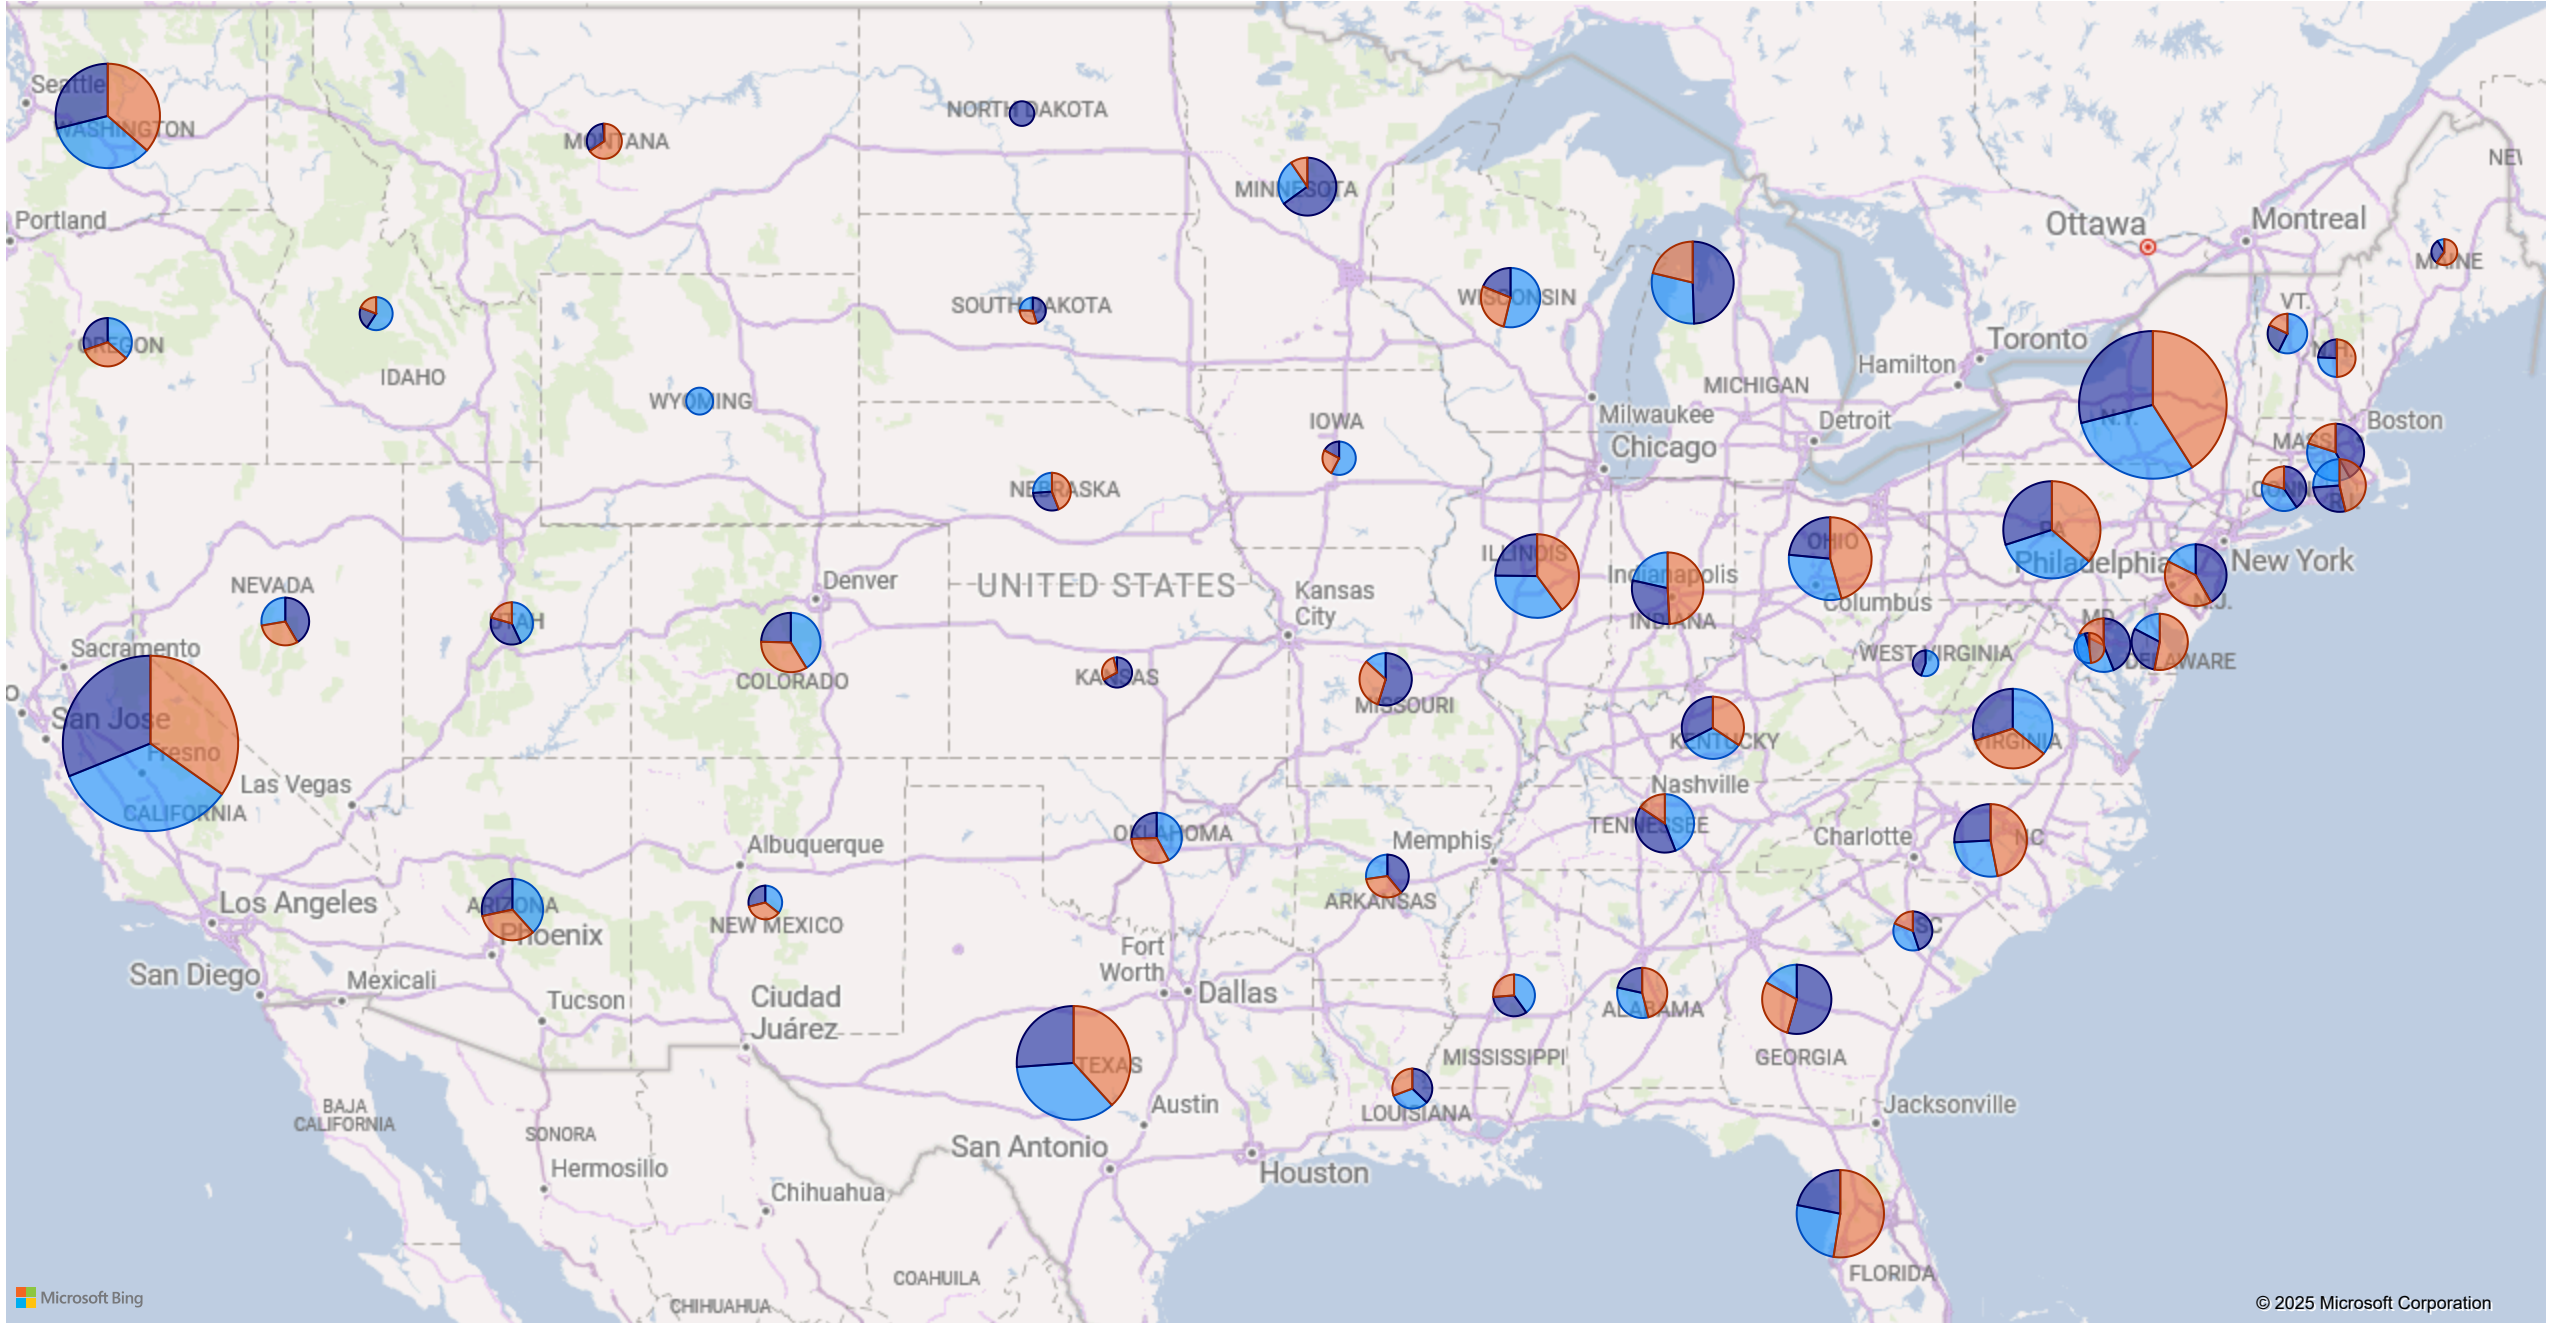 Seattle
WASHINGTON
MONTANA
NORTH DAKOTA
MINNESOTA
Portland
OREGON
IDAHO
SOUTH DAKOTA
WYOMING
WISCONSIN
Ottawa
Montreal
MAINE
VT.
N.H.
Toronto
Hamilton
MICHIGAN
Detroit
Milwaukee
Chicago
IOWA
N.Y.
Boston
MASS.
CONN.
R.I.
NEBRASKA
NEVADA
UTAH
Denver
COLORADO
UNITED STATES
Kansas
City
ILLINOIS
Indianapolis
INDIANA
OHIO
Columbus
PA
Philadelphia
New York
N.J.
MD.
DELAWARE
WEST VIRGINIA
VIRGINIA
Sacramento
San Jose
Fresno
CALIFORNIA
Las Vegas
KANSAS
MISSOURI
KENTUCKY
Nashville
TENNESSEE
Charlotte
NC
SC
Albuquerque
NEW MEXICO
OKLAHOMA
Memphis
ARKANSAS
Los Angeles
San Diego
Mexicali
ARIZONA
Phoenix
Tucson
Ciudad
Juárez
Fort
Worth
Dallas
TEXAS
Austin
San Antonio
Houston
LOUISIANA
MISSISSIPPI
ALABAMA
GEORGIA
Jacksonville
FLORIDA
BAJA
CALIFORNIA
SONORA
Hermosillo
Chihuahua
CHIHUAHUA
COAHUILA
Microsoft Bing
© 2025 Microsoft Corporation